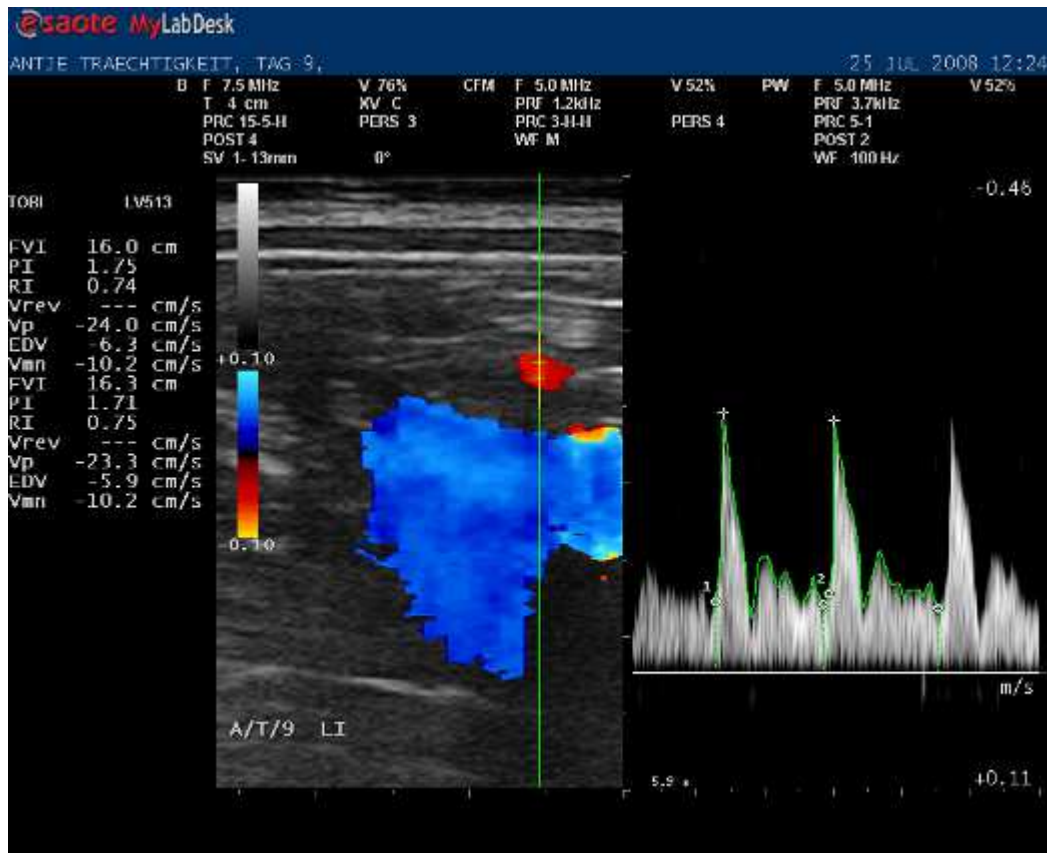 esaote MyLabDesk
ANTJE TRAECHTIGKEIT, TAG 9, 25 JUL 2008 12:24
B F 7.5 MHz V 76% CFM F 5.0 MHz V 52% PW F 5.0 MHz V 52%
T 4 cm XV C PRF 1.2kHz PRF 3.7kHz
PRC 15-5-H PERS 3 PRC 3-H-H PERS 4 PRC 5-1
POST 4 WF M POST 2
SV 1- 13mm 0° WF 100 Hz
-0.46
TOBI LV513
FVI 16.0 cm
PI 1.75
RI 0.74
Vrev --- cm/s
Vp -24.0 cm/s
EDV -6.3 cm/s
Vmn -10.2 cm/s
+0.10
FVI 16.3 cm
PI 1.71
RI 0.75
Vrev --- cm/s
Vp -23.3 cm/s
EDV -5.9 cm/s
Vmn -10.2 cm/s
-0.10
1 2
m/s
A/T/9 LI
5.9 s
+0.11